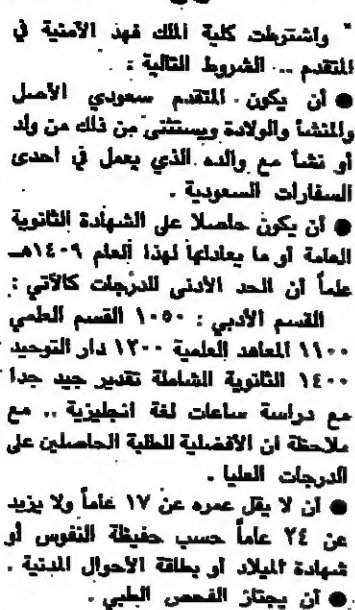 " واشترطت كلية الملك فهد الأمنية في
المتقدم .. الشروط التالية :
● أن يكون المتقدم سعودي الأصل
والمنشأ والولادة ويستثنى من ذلك من ولد
أو نشأ مع والده الذي يعمل في احدى
السفارات السعودية .
● أن يكون حاصلا على الشهادة الثانوية
العامة أو ما يعادلها لهذا العام ١٤٠٩هـ
علماً أن الحد الأدنى للدرجات كالآتي :
القسم الأدبي : ١٠٥٠ القسم العلمي
١١٠٠ المعاهد العلمية ١٢٠٠ دار التوحيد
١٤٠٠ الثانوية الشاملة تقدير جيد جدا
مع دراسة ساعات لغة انجليزية .. مع
ملاحظة ان الأفضلية للطلبة الحاصلين على
الدرجات العليا .
● أن لا يقل عمره عن ١٧ عاماً ولا يزيد
عن ٢٤ عاماً حسب حفيظة النفوس أو
شهادة الميلاد أو بطاقة الأحوال المدنية .
● أن يجتاز الفحص الطبي .